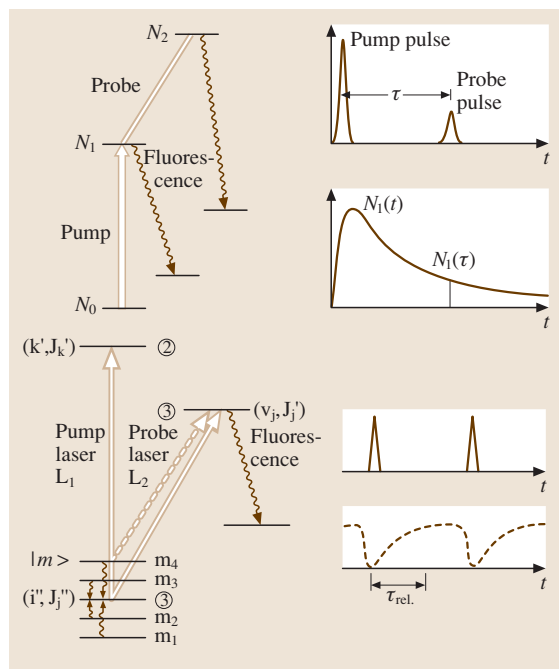 N₂
Probe
N₁
Fluores-
cence
Pump
N₀
Pump pulse
τ
Probe
pulse
t
N₁(t)
N₁(τ)
t
(k',Jₖ')
②
③
(vⱼ,Jⱼ')
Pump
laser
L₁
Probe
laser
L₂
Fluores-
cence
|m >
m₄
m₃
(i",Jⱼ")
③
m₂
m₁
t
t
τrel.